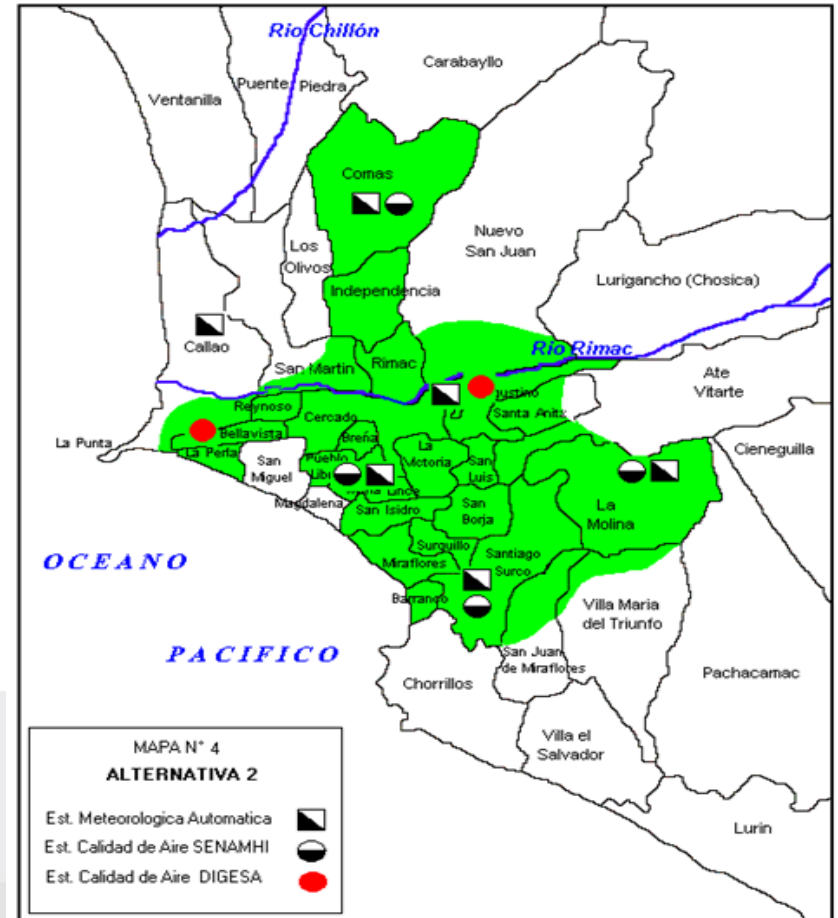 Rio Chillón
Carabayllo
Puente Piedra
Ventanilla
Comas
Nuevo
San Juan
Los
Olivos
Lurigancho (Chosica)
Independencia
Callao
Rio Rimac
San Martin
Rimac
Ate
Vitarte
ustino
Santa Anita
Reynoso
Cercado
La Punta
Bellavista
Breña
La Perla
La
Victoria
San
Luis
Cieneguilla
San
Miguel
Pueblo
Magdalena
Lince
San Isidro
San
Borja
La
Molina
Surquillo
Miraflores
Santiago
Surco
OCEANO
Barranco
Villa Maria
del Triunfo
PACIFICO
San Juan
de Miraflores
Pachacamac
Chorrillos
Villa el
Salvador
Lurin
MAPA N° 4
ALTERNATIVA 2
Est. Meteorologica Automatica
Est. Calidad de Aire SENAMHI
Est. Calidad de Aire DIGESA